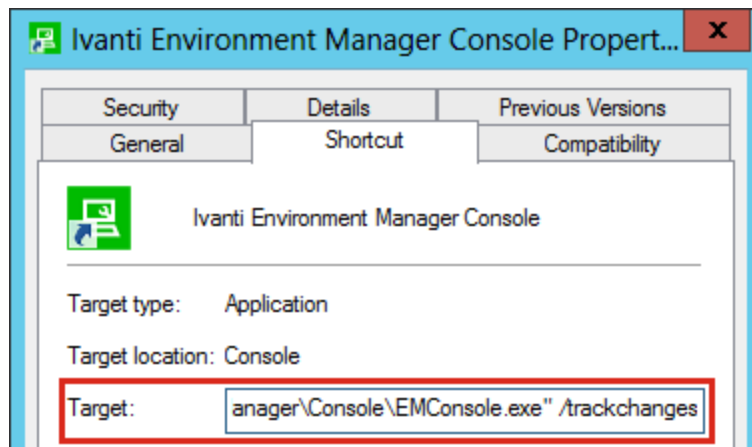 Ivanti Environment Manager Console Propert...
x
Security Details Previous Versions
General Shortcut Compatibility
Ivanti Environment Manager Console
Target type: Application
Target location: Console
Target: anager\Console\EMConsole.exe" /trackchanges